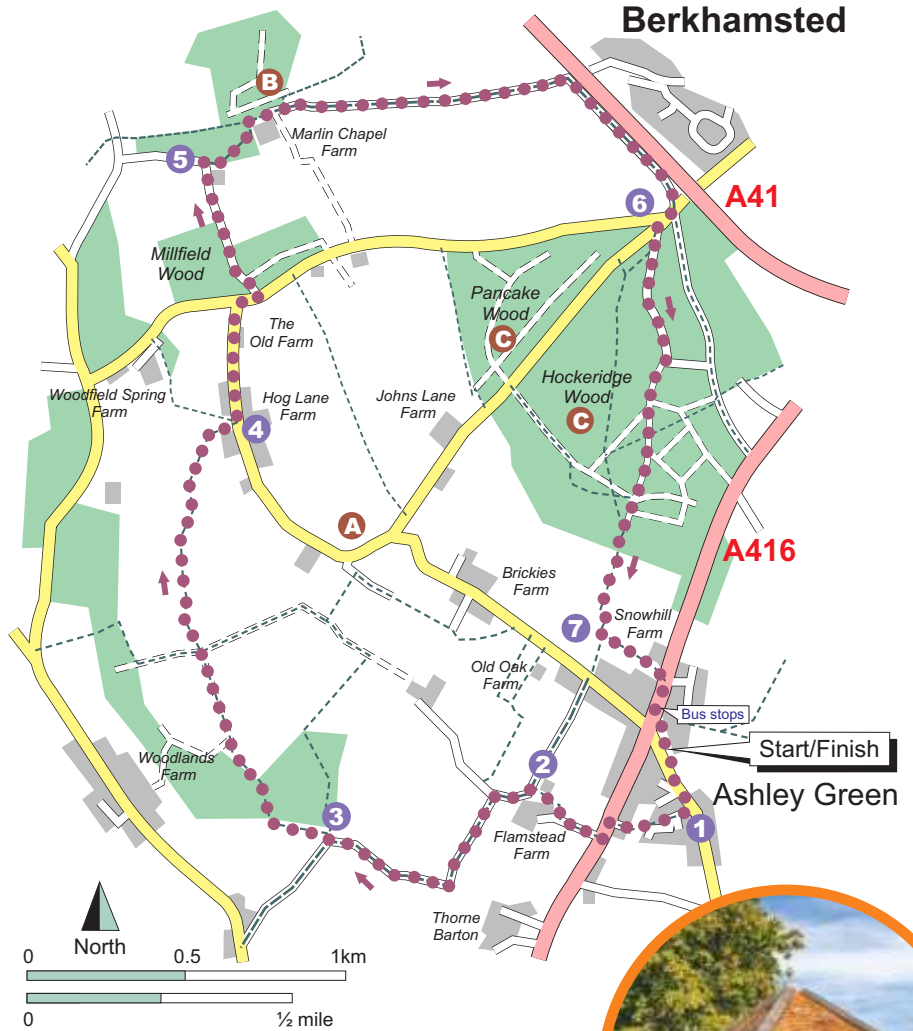 Berkhamsted
B
Marlin Chapel
Farm
5
A41
6
Millfield
Wood
Pancake
Wood
C
The
Old Farm
Hockeridge
Wood
C
Woodfield Spring
Farm
Hog Lane
Farm
Johns Lane
Farm
4
A
A416
Brickies
Farm
7
Snowhill
Farm
Old Oak
Farm
Bus stops
Start/Finish
Woodlands
Farm
2
Ashley Green
3
1
Flamstead
Farm
Thorne
Barton
North
0 0.5 1km
0 ½ mile